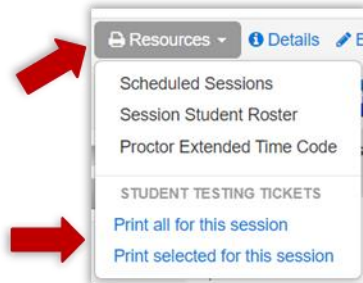 Resources Details
Scheduled Sessions
Session Student Roster
Proctor Extended Time Code
STUDENT TESTING TICKETS
Print all for this session
Print selected for this session